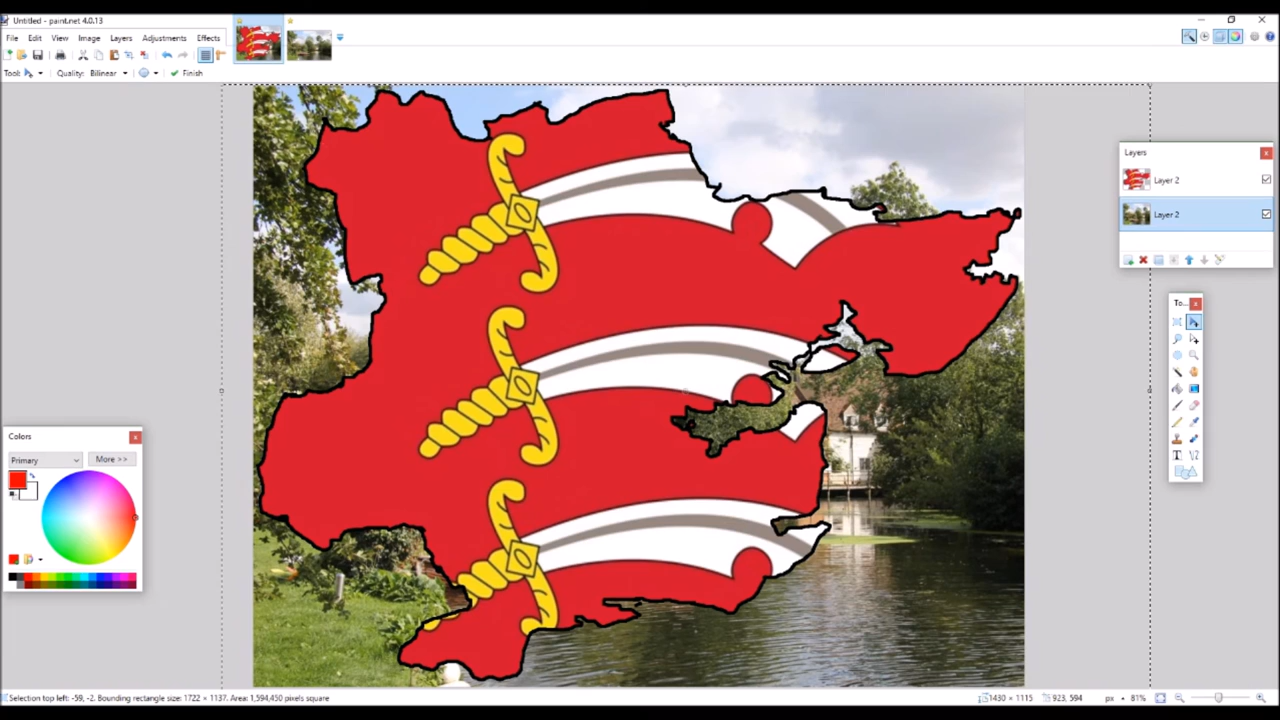 Untitled - paint.net 4.0.13
File Edit View Image Layers Adjustments Effects
Tool: Quality: Bilinear Finish
Layers
Layer 2
Layer 2
To...
Colors
Primary More >>
T
Selection top left: -59, -2. Bounding rectangle size: 1722 × 1137. Area: 1,594,450 pixels square 1430 × 1115 923, 594 px 81%